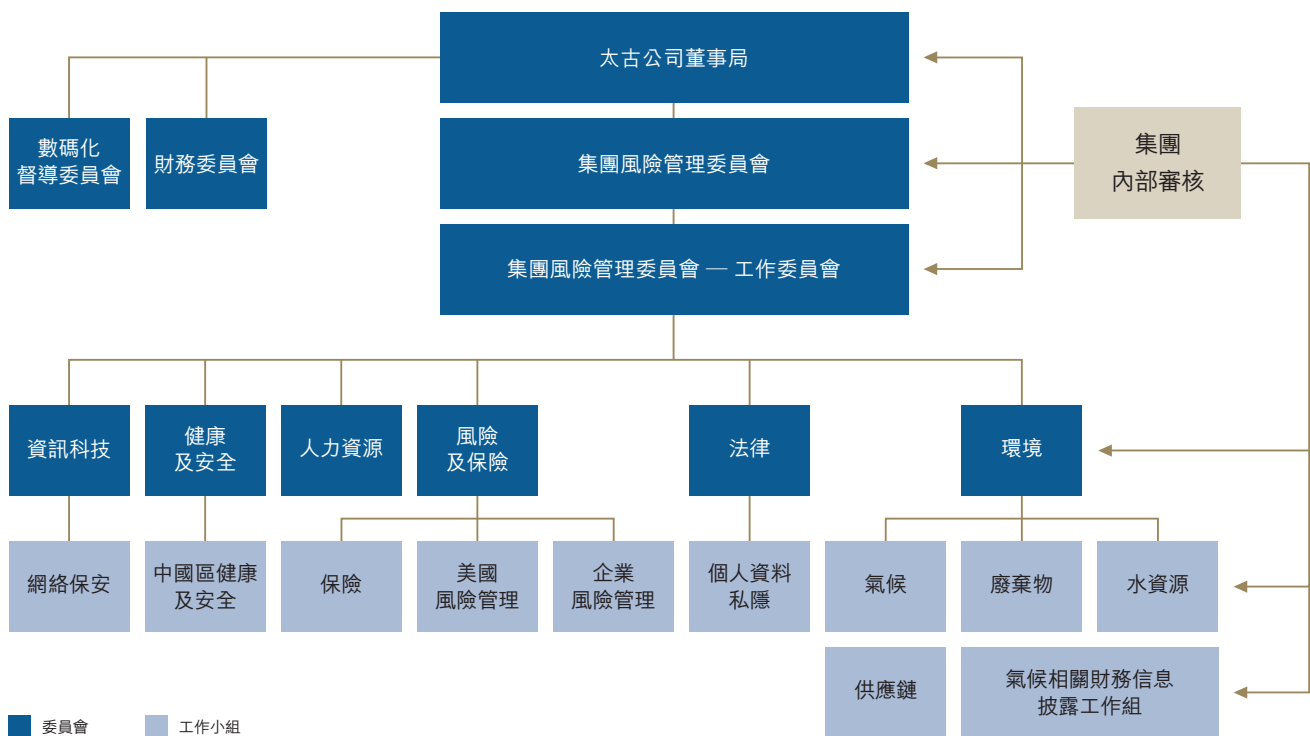 太古公司董事局
數碼化
督導委員會
財務委員會
集團風險管理委員會
集團
內部審核
集團風險管理委員會 — 工作委員會
資訊科技
健康
及安全
人力資源
風險
及保險
法律
環境
網絡保安
中國區健康
及安全
保險
美國
風險管理
企業
風險管理
個人資料
私隱
氣候
廢棄物
水資源
供應鏈
氣候相關財務信息
披露工作組
委員會
工作小組